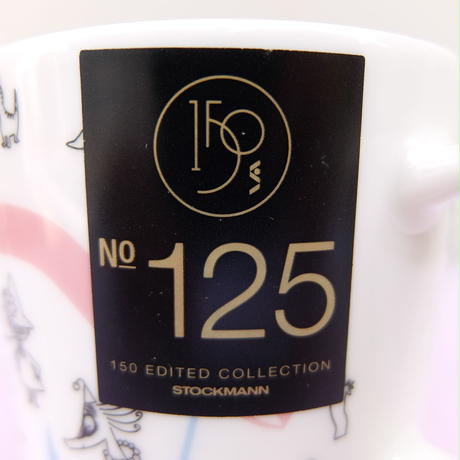 150
Nº 125
150 EDITED COLLECTION
STOCKMANN